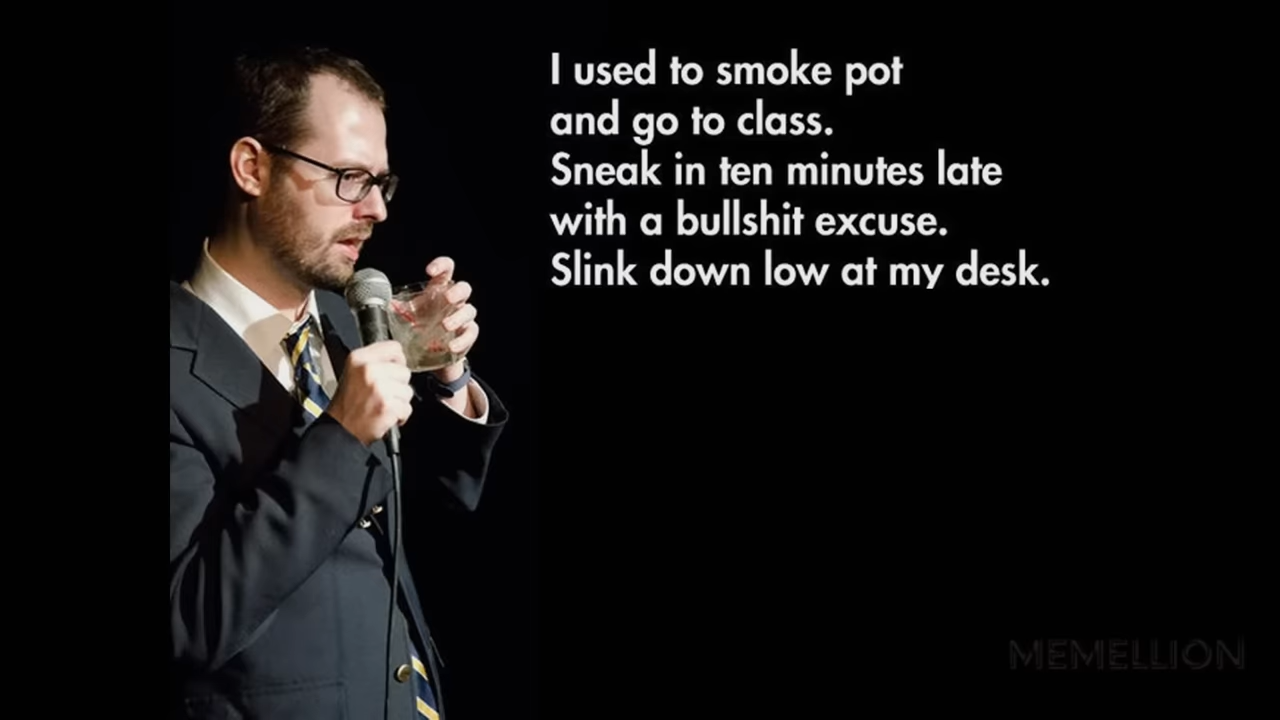 I used to smoke pot
and go to class.
Sneak in ten minutes late
with a bullshit excuse.
Slink down low at my desk.
MEMELLION